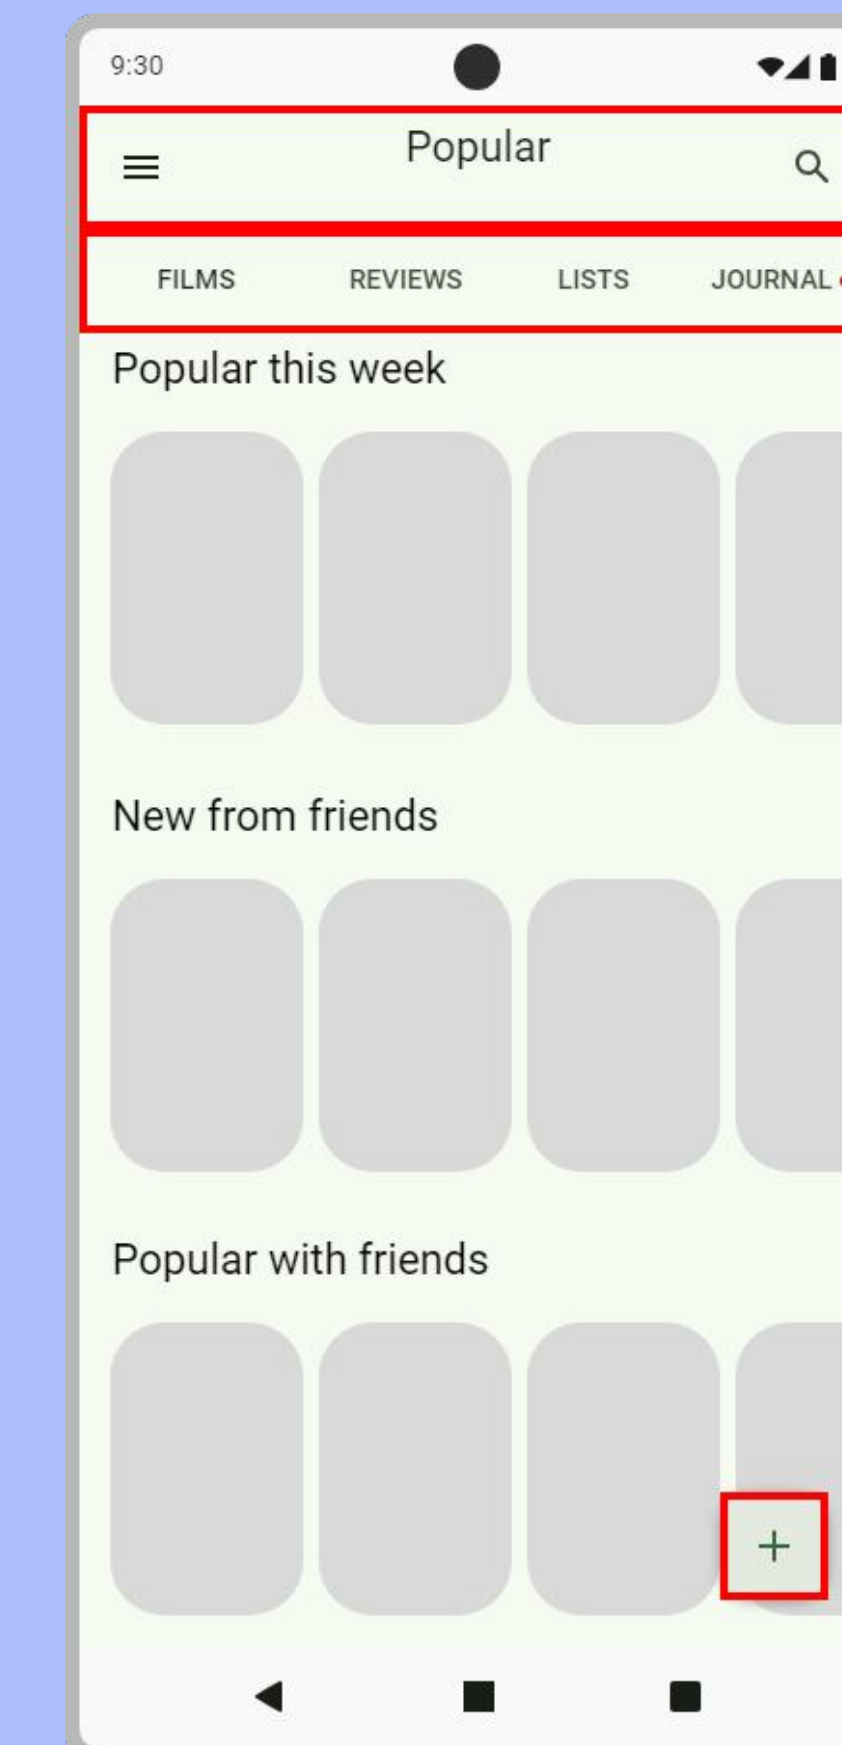 9:30
Popular
FILMS REVIEWS LISTS JOURNAL
Popular this week
New from friends
Popular with friends